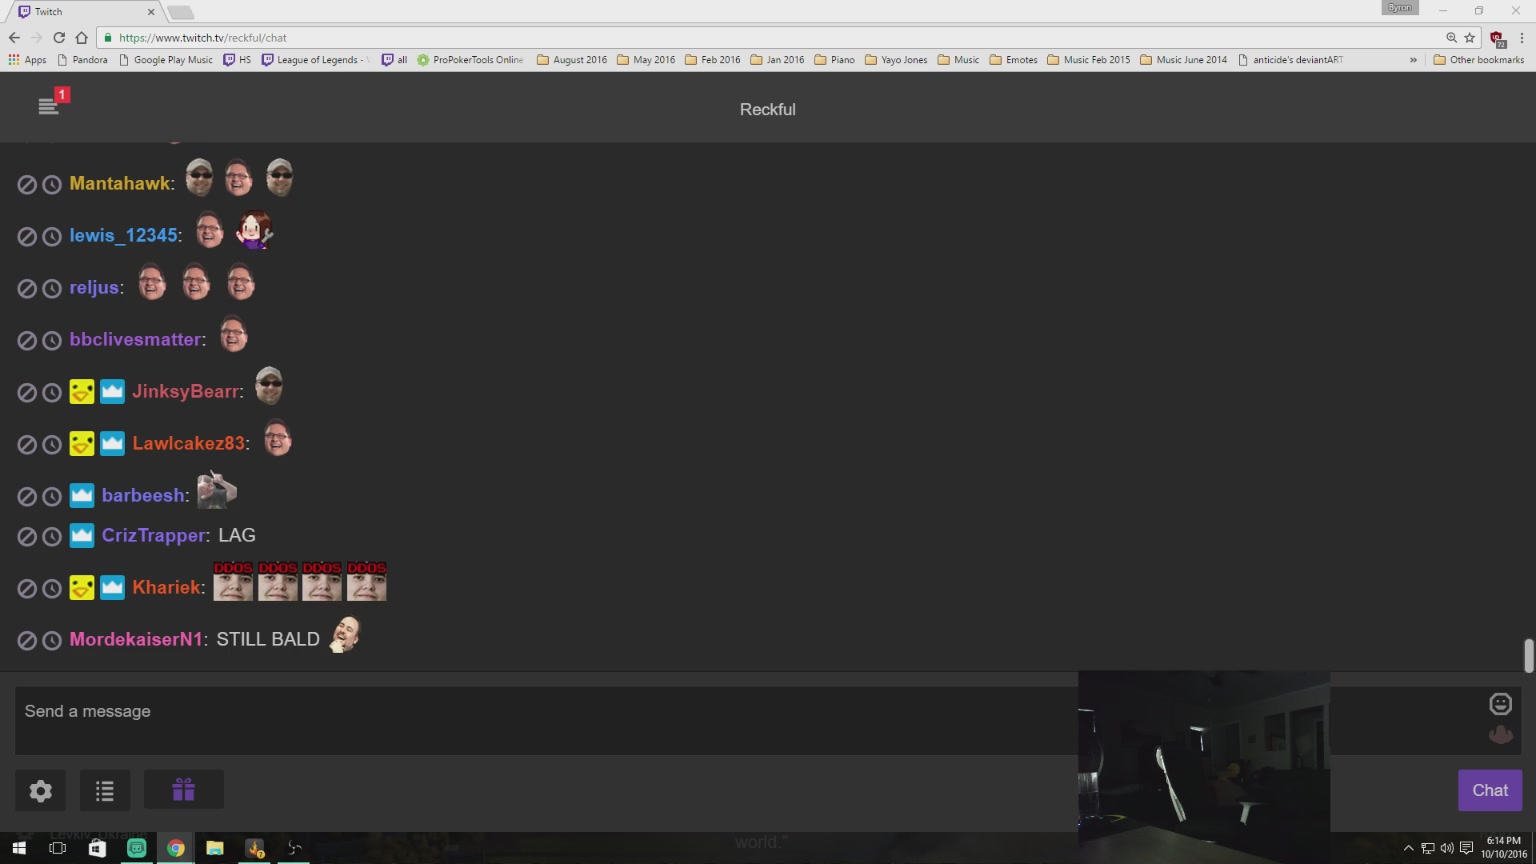 Twitch
Byron
https://www.twitch.tv/reckful/chat
72
Apps Pandora Google Play Music HS League of Legends - all ProPokerTools Online August 2016 May 2016 Feb 2016 Jan 2016 Piano Yayo Jones Music Emotes Music Feb 2015 Music June 2014 anticide's deviantART » Other bookmarks
1
Reckful
Mantahawk:
lewis_12345:
reljus:
bbclivesmatter:
JinksyBearr:
Lawlcakez83:
barbeesh:
CrizTrapper: LAG
Khariek: DDOS DDOS DDOS DDOS
MordekaiserN1: STILL BALD
Send a message
Chat
world."
6:14 PM
10/10/2016